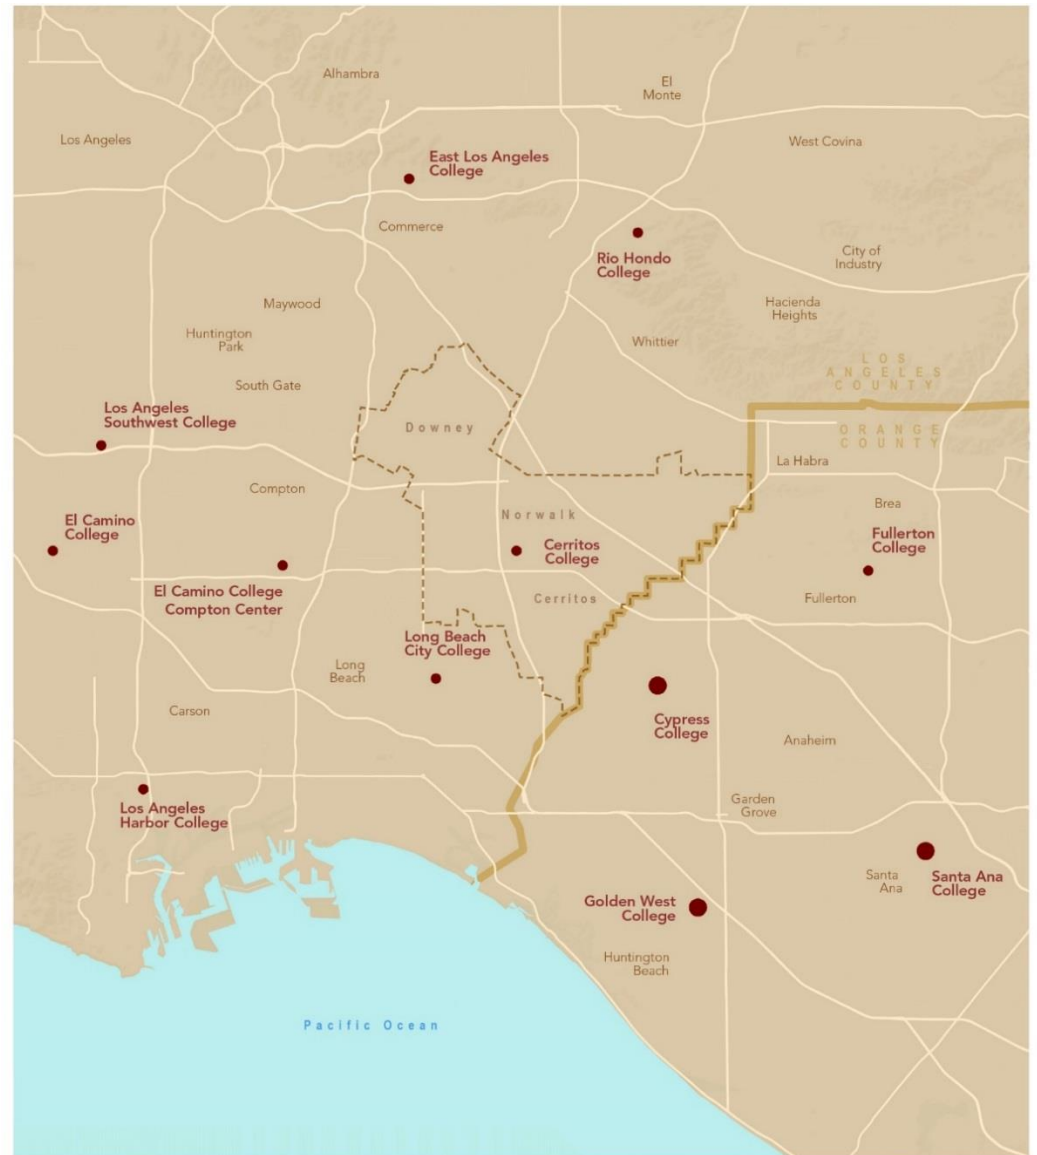 Alhambra
El
Monte
Los Angeles
West Covina
East Los Angeles
College
Commerce
Rio Hondo
College
City of
Industry
Maywood
Hacienda
Heights
Huntington
Park
Whittier
LOS
ANGELES
COUNTY
South Gate
Los Angeles
Southwest College
Downey
ORANGE
COUNTY
La Habra
Compton
Brea
Norwalk
El Camino
College
Fullerton
College
Cerritos
College
El Camino College
Compton Center
Cerritos
Fullerton
Long Beach
City College
Long
Beach
Carson
Cypress
College
Anaheim
Los Angeles
Harbor College
Garden
Grove
Santa
Ana
Santa Ana
College
Golden West
College
Huntington
Beach
Pacific Ocean